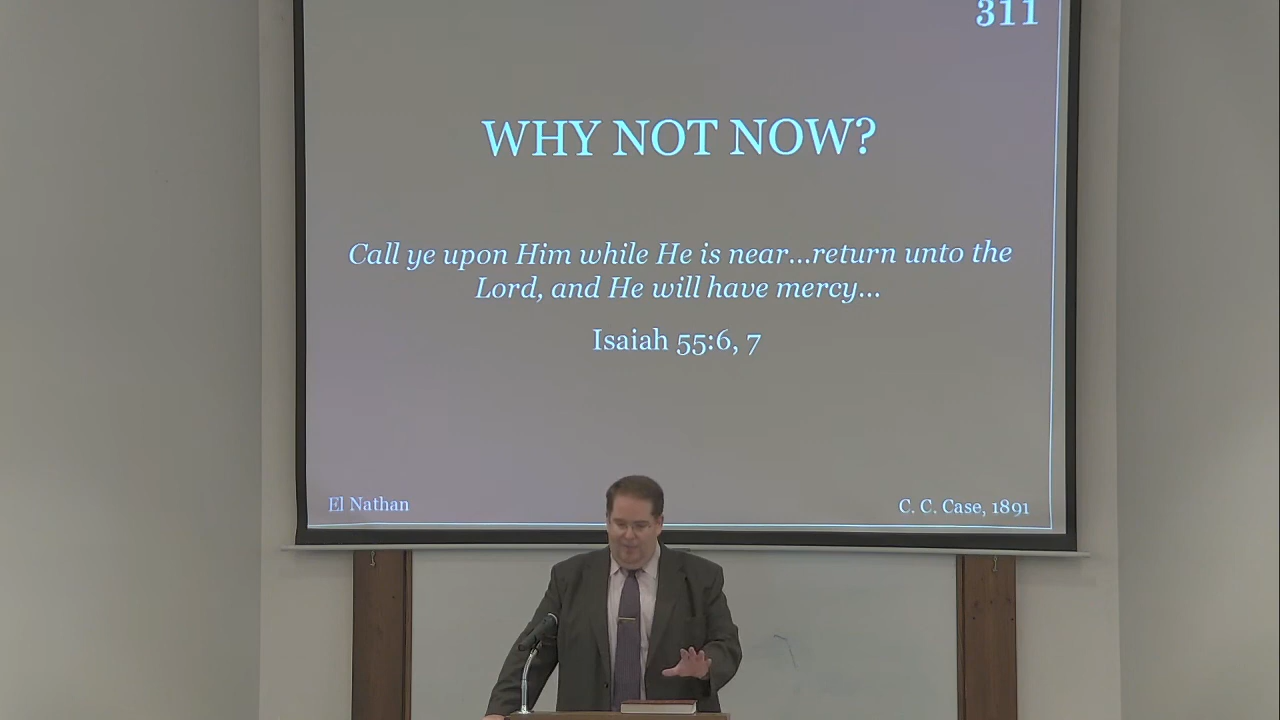 311
WHY NOT NOW?
Call ye upon Him while He is near...return unto the
Lord, and He will have mercy...
Isaiah 55:6, 7
El Nathan
C. C. Case, 1891